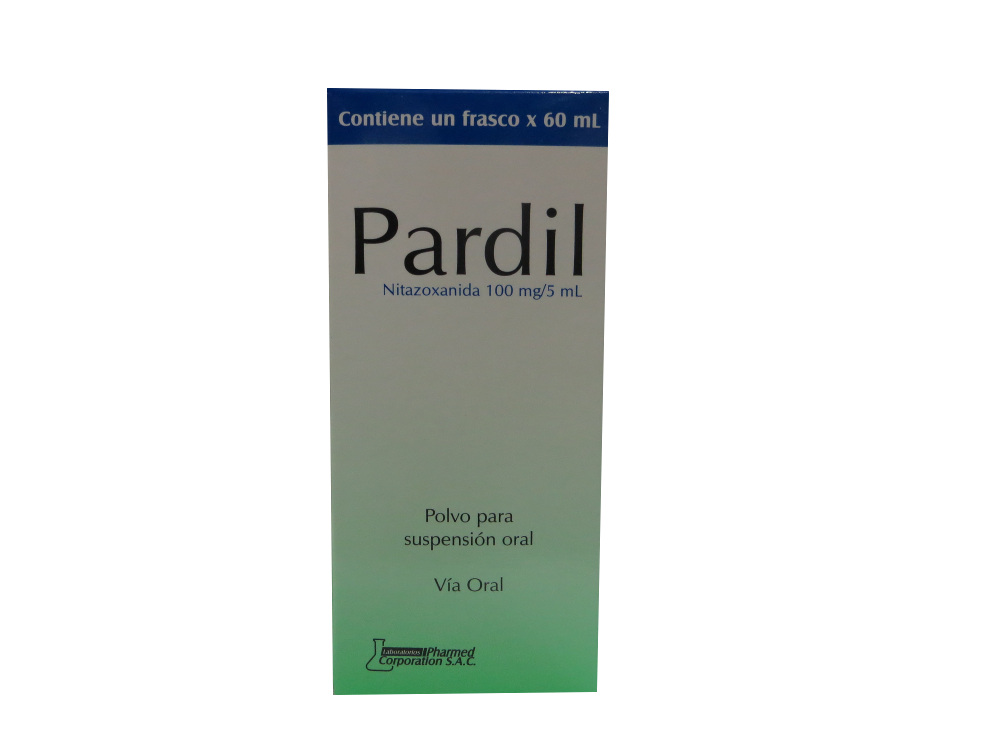 Contiene un frasco x 60 mL
Pardil
Nitazoxanida 100 mg/5 mL
Polvo para
suspensión oral
Vía Oral
Laboratorios Pharmed
Corporation S.A.C.